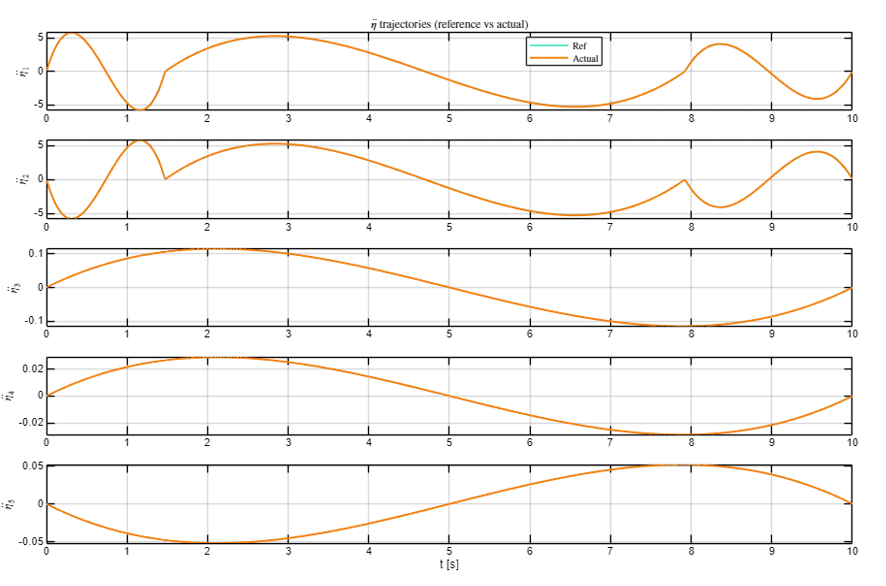 η̈ trajectories (reference vs actual)
Ref
Actual
5
0
-5
η̈₁
0 1 2 3 4 5 6 7 8 9 10
5
0
-5
η̈₂
0 1 2 3 4 5 6 7 8 9 10
0.1
0
-0.1
η̈₃
0 1 2 3 4 5 6 7 8 9 10
0.02
0
-0.02
η̈₄
0 1 2 3 4 5 6 7 8 9 10
0.05
0
-0.05
η̈₅
0 1 2 3 4 5 6 7 8 9 10
t [s]